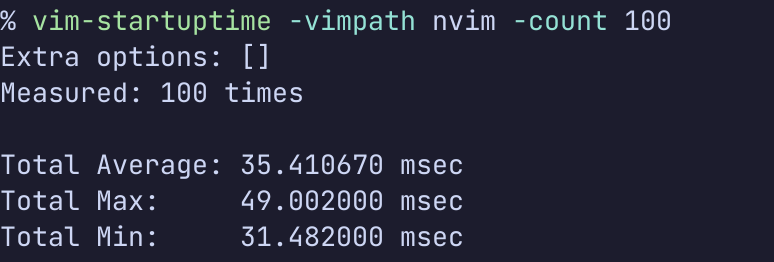 % vim-startuptime -vimpath nvim -count 100
Extra options: []
Measured: 100 times

Total Average: 35.410670 msec
Total Max:     49.002000 msec
Total Min:     31.482000 msec